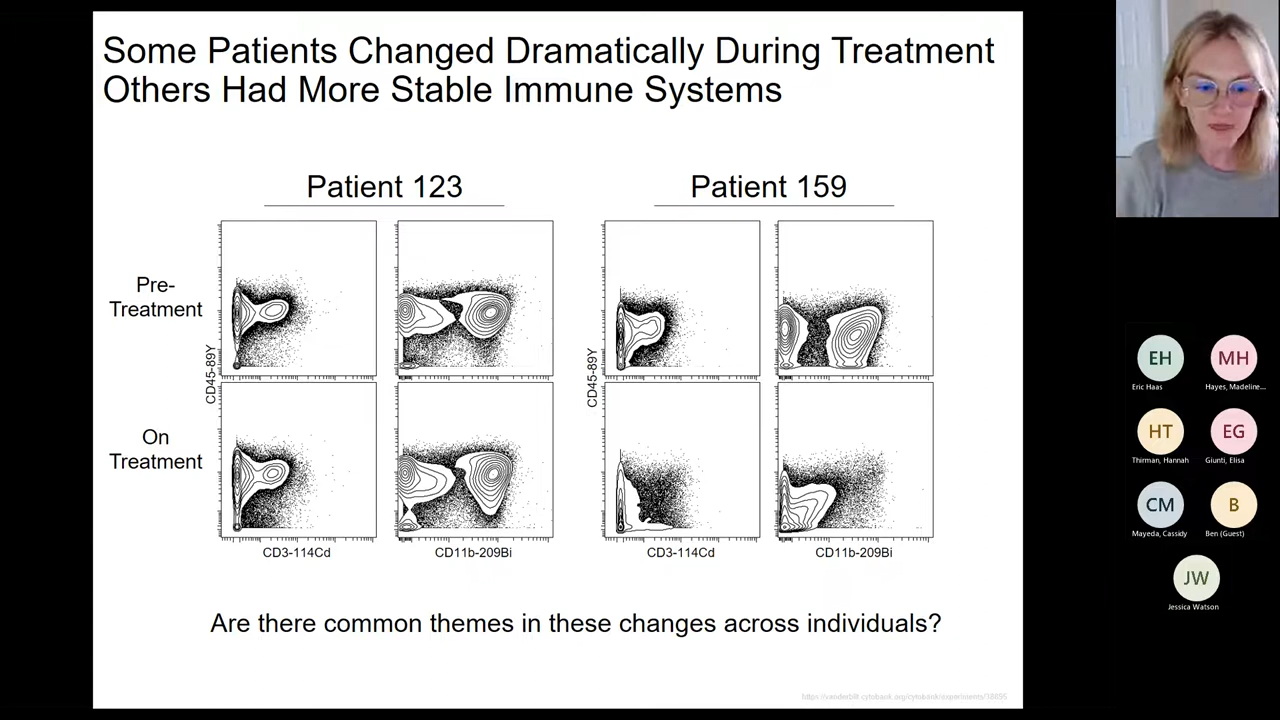 Some Patients Changed Dramatically During Treatment
Others Had More Stable Immune Systems
Patient 123
Patient 159
Pre-
Treatment
On
Treatment
CD45-89Y
CD45-89Y
CD3-114Cd
CD11b-209Bi
CD3-114Cd
CD11b-209Bi
Are there common themes in these changes across individuals?
EH
Eric Haas
MH
Hayes, Madeline...
HT
Thirman, Hannah
EG
Giunti, Elisa
CM
Mayeda, Cassidy
B
Ben (Guest)
JW
Jessica Watson